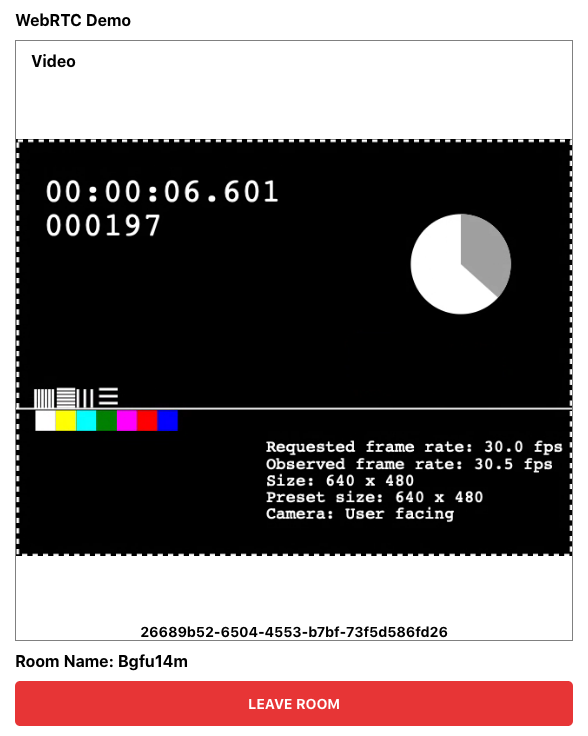 WebRTC Demo
Video
00:00:06.601
000197
Requested frame rate: 30.0 fps
Observed frame rate: 30.5 fps
Size: 640 x 480
Preset size: 640 x 480
Camera: User facing
26689b52-6504-4553-b7bf-73f5d586fd26
Room Name: Bgfu14m
LEAVE ROOM